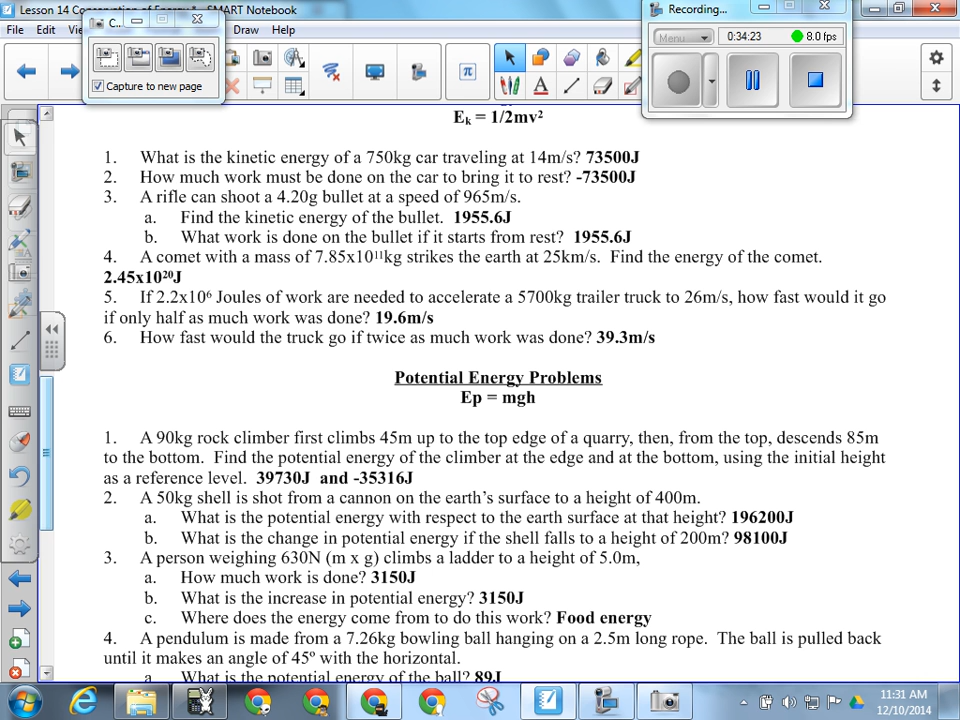 Lesson 14 Conservation of Energy * - SMART Notebook
C...
Recording...
File Edit Draw Help
Menu 0:34:23 8.0 fps
Capture to new page
Ek = 1/2mv²
1. What is the kinetic energy of a 750kg car traveling at 14m/s? 73500J
2. How much work must be done on the car to bring it to rest? -73500J
3. A rifle can shoot a 4.20g bullet at a speed of 965m/s.
a. Find the kinetic energy of the bullet. 1955.6J
b. What work is done on the bullet if it starts from rest? 1955.6J
4. A comet with a mass of 7.85x10¹¹kg strikes the earth at 25km/s. Find the energy of the comet.
2.45x10²⁰J
5. If 2.2x10⁶ Joules of work are needed to accelerate a 5700kg trailer truck to 26m/s, how fast would it go
if only half as much work was done? 19.6m/s
6. How fast would the truck go if twice as much work was done? 39.3m/s
Potential Energy Problems
Ep = mgh
1. A 90kg rock climber first climbs 45m up to the top edge of a quarry, then, from the top, descends 85m
to the bottom. Find the potential energy of the climber at the edge and at the bottom, using the initial height
as a reference level. 39730J and -35316J
2. A 50kg shell is shot from a cannon on the earth's surface to a height of 400m.
a. What is the potential energy with respect to the earth surface at that height? 196200J
b. What is the change in potential energy if the shell falls to a height of 200m? 98100J
3. A person weighing 630N (m x g) climbs a ladder to a height of 5.0m,
a. How much work is done? 3150J
b. What is the increase in potential energy? 3150J
c. Where does the energy come from to do this work? Food energy
4. A pendulum is made from a 7.26kg bowling ball hanging on a 2.5m long rope. The ball is pulled back
until it makes an angle of 45º with the horizontal.
a. What is the potential energy of the ball? 89J
11:31 AM
12/10/2014